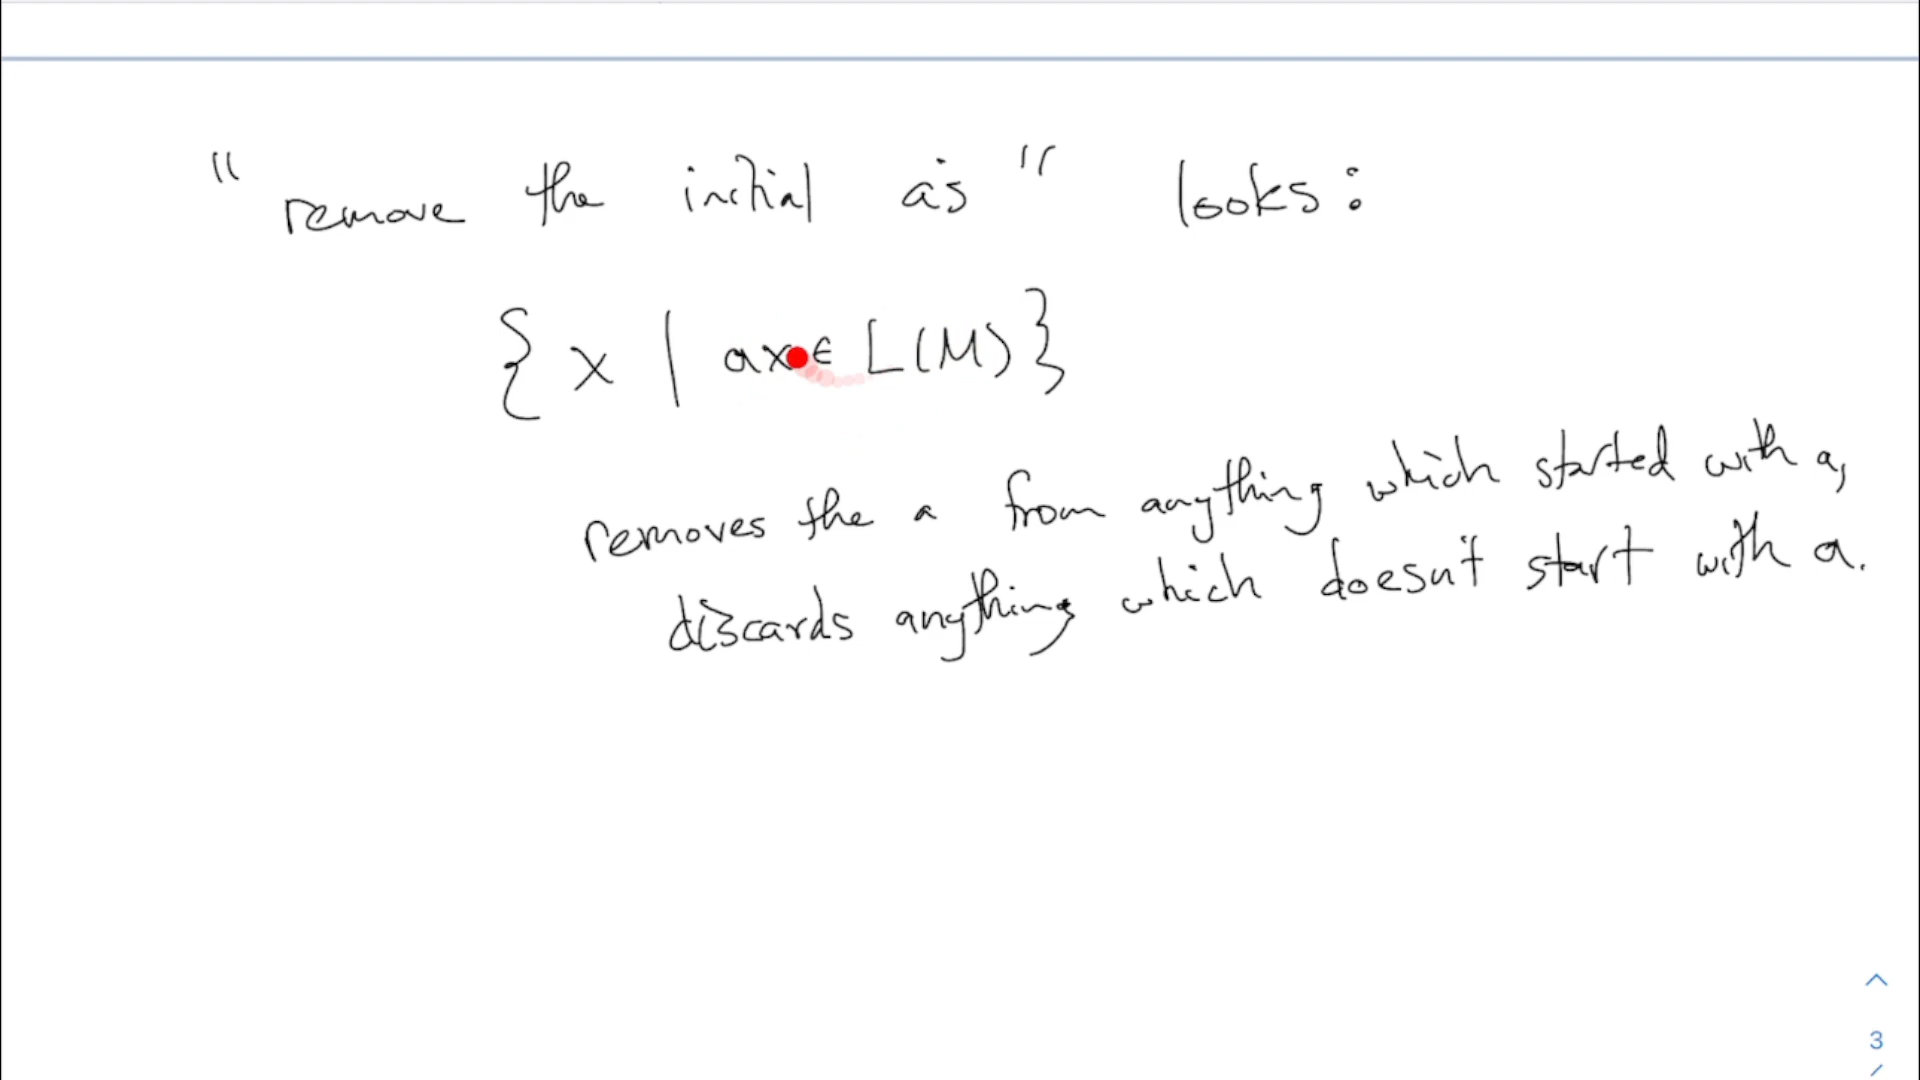 "remove the initial a's" looks:
{ x | ax ∈ L(M) }
removes the a from anything which started with a,
discards anything which doesn't start with a.
3